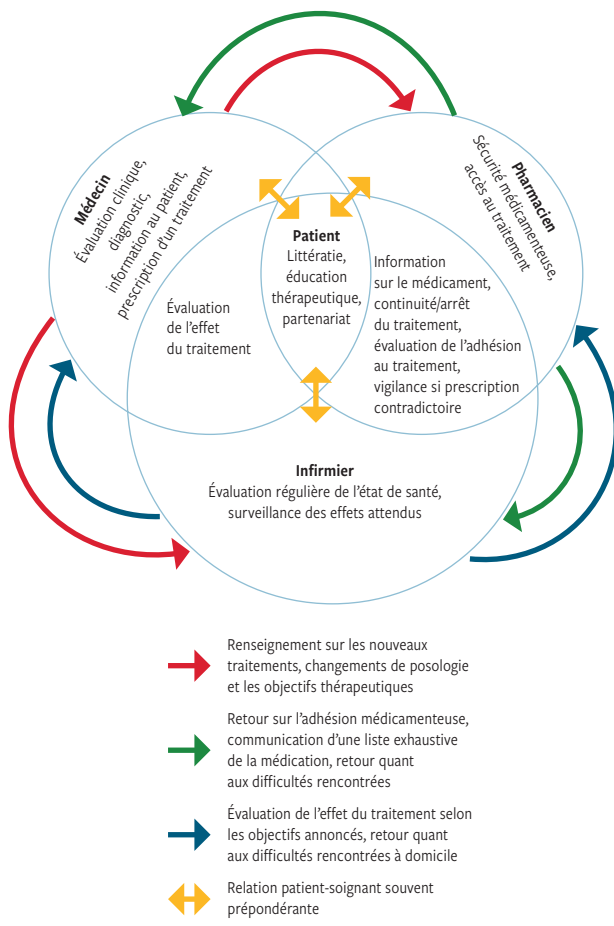 Médecin
Évaluation clinique,
diagnostic,
information au patient,
prescription d'un traitement
Pharmacien
Sécurité médicamenteuse,
accès au traitement
Patient
Littératie,
éducation
thérapeutique,
partenariat
Évaluation
de l'effet
du traitement
Information
sur le médicament,
continuité/arrêt
du traitement,
évaluation de l'adhésion
au traitement,
vigilance si prescription
contradictoire
Infirmier
Évaluation régulière de l'état de santé,
surveillance des effets attendus
Renseignement sur les nouveaux
traitements, changements de posologie
et les objectifs thérapeutiques
Retour sur l'adhésion médicamenteuse,
communication d'une liste exhaustive
de la médication, retour quant
aux difficultés rencontrées
Évaluation de l'effet du traitement selon
les objectifs annoncés, retour quant
aux difficultés rencontrées à domicile
Relation patient-soignant souvent
prépondérante